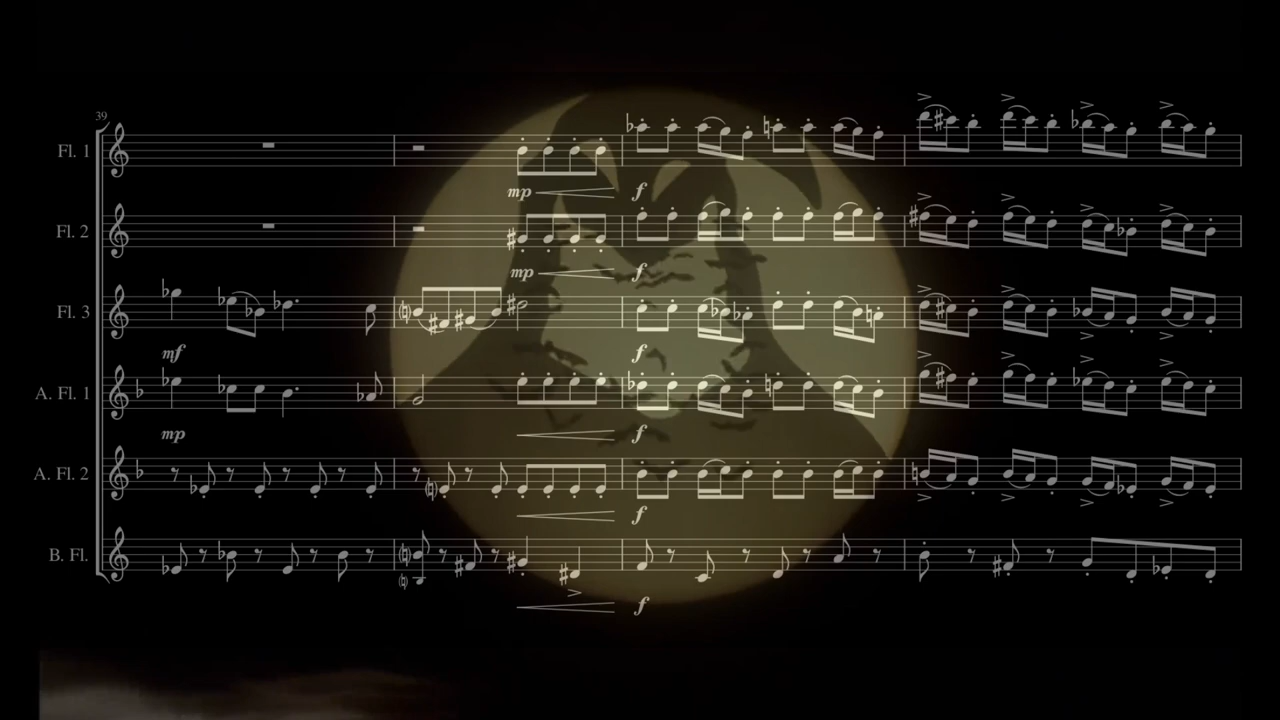 39
Fl. 1
mp f
Fl. 2
mp f
Fl. 3
mf f
A. Fl. 1
mp f
A. Fl. 2
f
B. Fl.
f